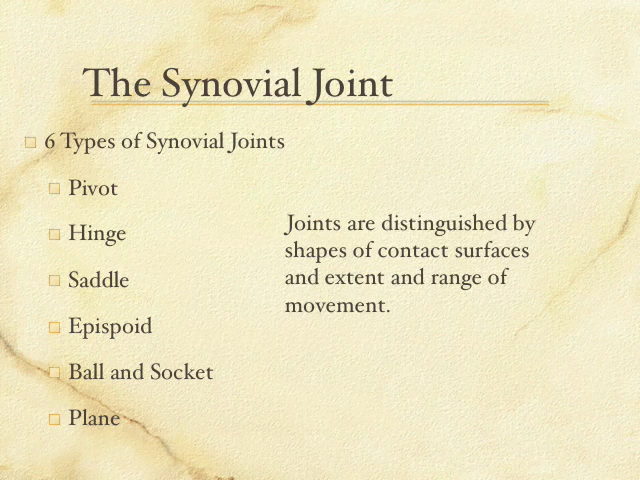 The Synovial Joint
6 Types of Synovial Joints
Pivot
Hinge
Saddle
Epispoid
Ball and Socket
Plane
Joints are distinguished by
shapes of contact surfaces
and extent and range of
movement.